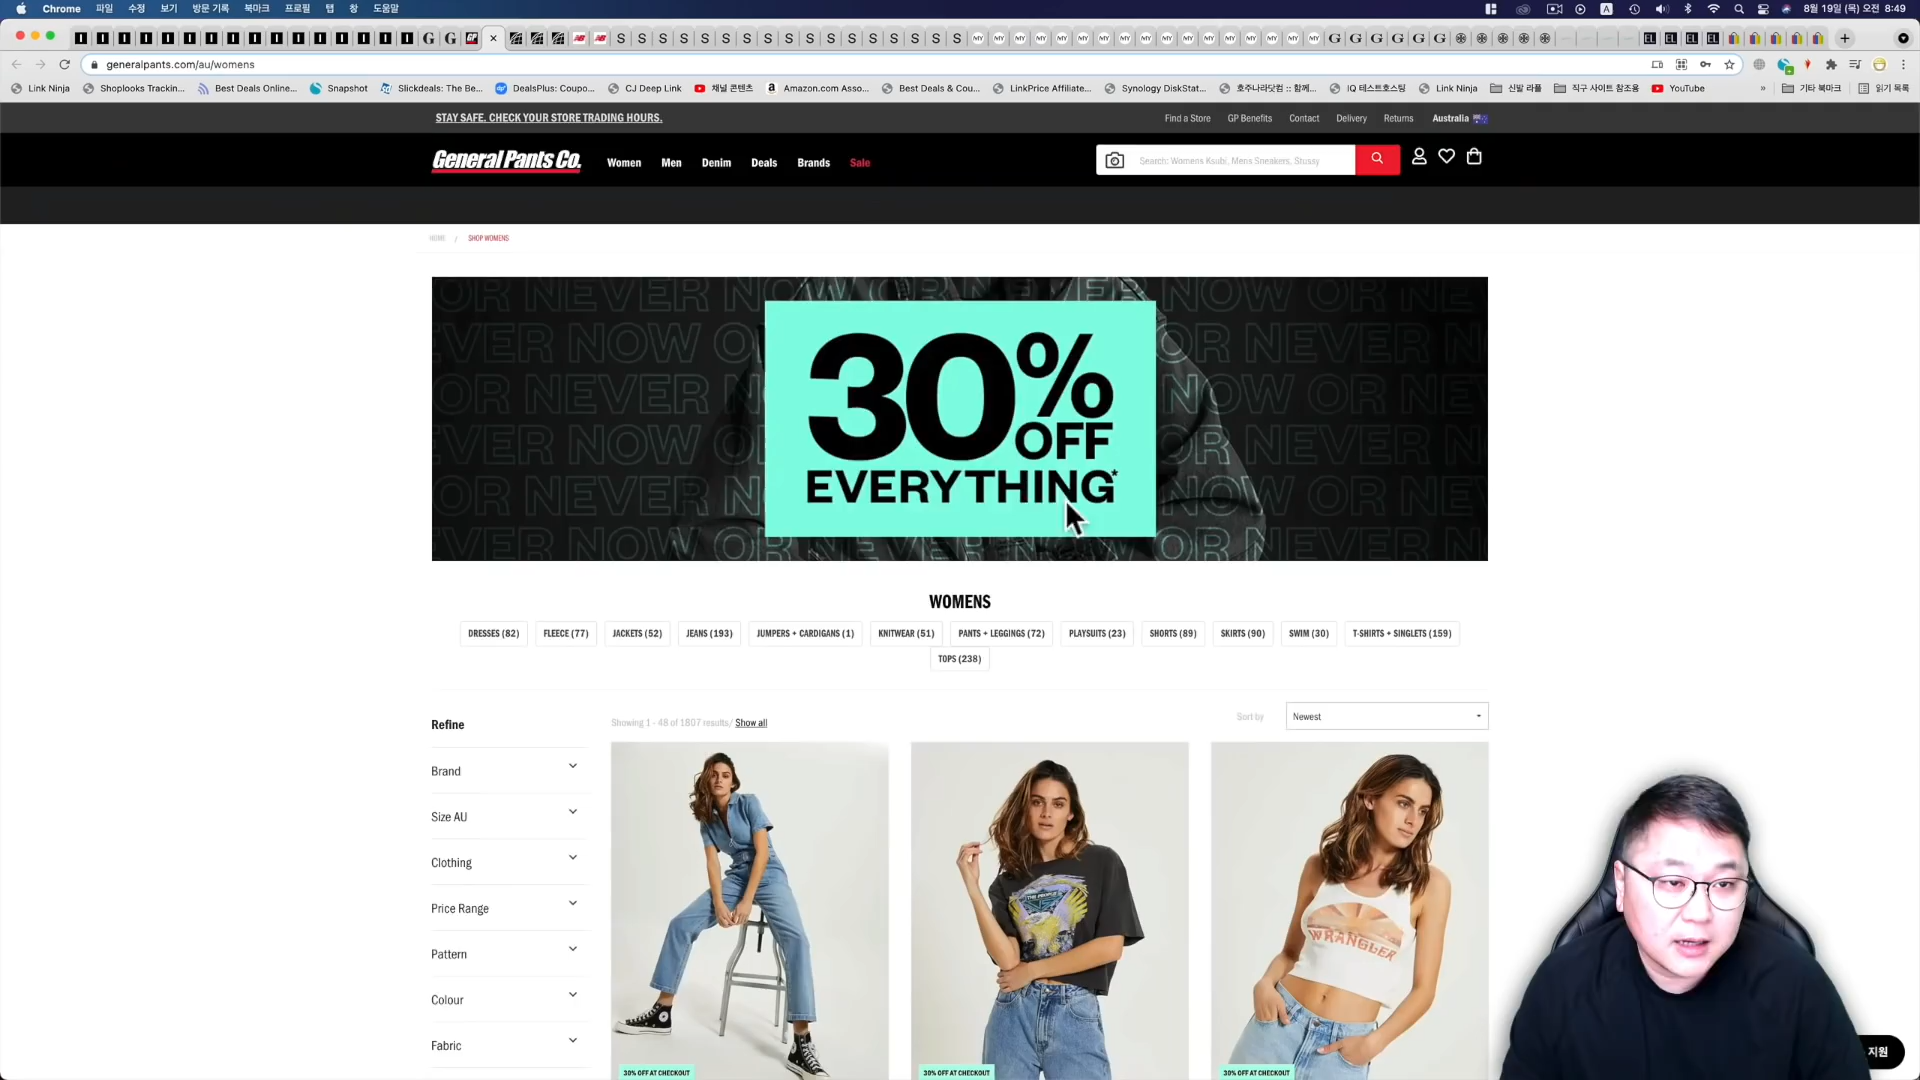 Chrome 파일 수정 보기 방문 기록 북마크 프로필 탭 창 도움말
8월 19일 (목) 오전 8:49
generalpants.com/au/womens
Link Ninja Shoplooks Trackin... Best Deals Online... Snapshot Slickdeals: The Be... DealsPlus: Coupo... CJ Deep Link 채널 콘텐츠 Amazon.com Asso... Best Deals & Cou... LinkPrice Affiliate... Synology DiskStat... 호주나라닷컴 :: 함께... IQ 테스트호스팅 Link Ninja 신발 라플 직구 사이트 참조용 YouTube » 기타 북마크 읽기 목록
STAY SAFE. CHECK YOUR STORE TRADING HOURS.
Find a Store GP Benefits Contact Delivery Returns Australia
General Pants Co. Women Men Denim Deals Brands Sale
Search: Womens Ksubi, Mens Sneakers, Stussy
HOME / SHOP WOMENS
OR NEVER NOW OR NEVER NOW OR NE
30% OFF
EVERYTHING*
WOMENS
DRESSES (82) FLEECE (77) JACKETS (52) JEANS (193) JUMPERS + CARDIGANS (1) KNITWEAR (51) PANTS + LEGGINGS (72) PLAYSUITS (23) SHORTS (89) SKIRTS (90) SWIM (30) T-SHIRTS + SINGLETS (159)
TOPS (238)
Refine
Showing 1 - 48 of 1807 results/ Show all
Sort by Newest
Brand
Size AU
Clothing
Price Range
Pattern
Colour
Fabric
THE PEOPLE
WRANGLER
30% OFF AT CHECKOUT 30% OFF AT CHECKOUT 30% OFF AT CHECKOUT
지원